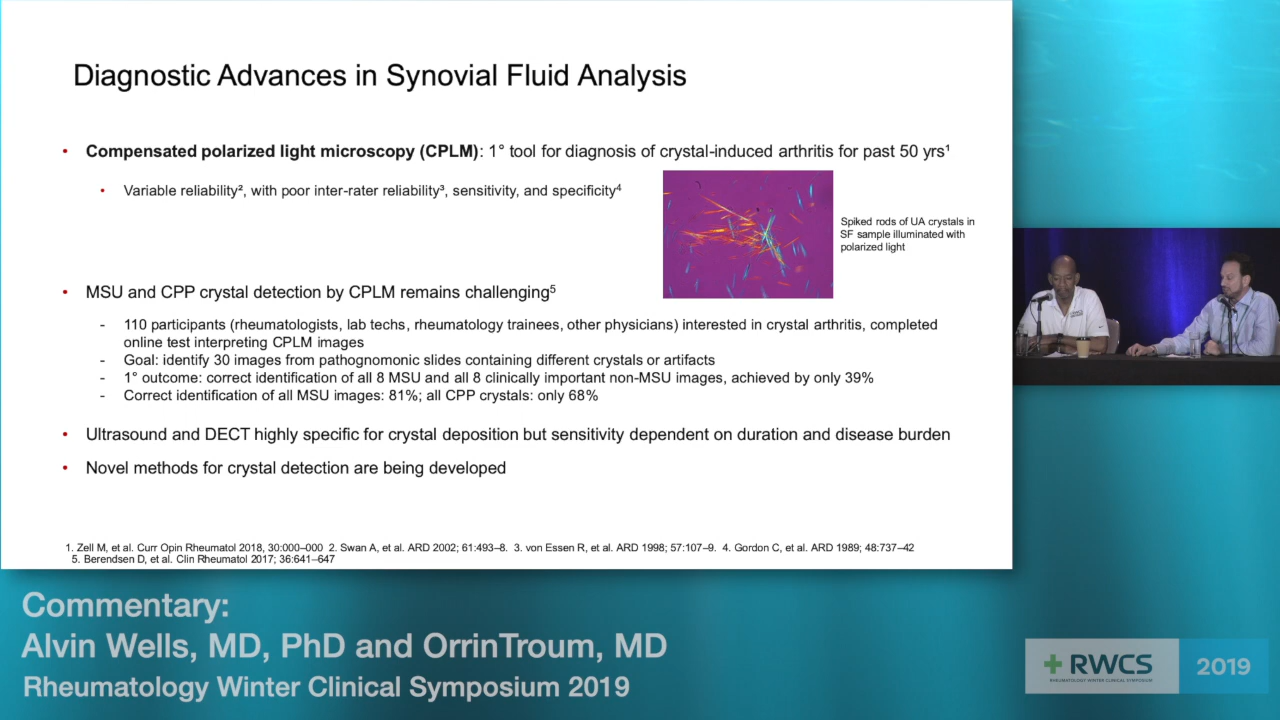 Diagnostic Advances in Synovial Fluid Analysis
• Compensated polarized light microscopy (CPLM): 1° tool for diagnosis of crystal-induced arthritis for past 50 yrs¹
• Variable reliability², with poor inter-rater reliability³, sensitivity, and specificity⁴
Spiked rods of UA crystals in
SF sample illuminated with
polarized light
• MSU and CPP crystal detection by CPLM remains challenging⁵
- 110 participants (rheumatologists, lab techs, rheumatology trainees, other physicians) interested in crystal arthritis, completed
online test interpreting CPLM images
- Goal: identify 30 images from pathognomonic slides containing different crystals or artifacts
- 1° outcome: correct identification of all 8 MSU and all 8 clinically important non-MSU images, achieved by only 39%
- Correct identification of all MSU images: 81%; all CPP crystals: only 68%
• Ultrasound and DECT highly specific for crystal deposition but sensitivity dependent on duration and disease burden
• Novel methods for crystal detection are being developed
1. Zell M, et al. Curr Opin Rheumatol 2018, 30:000–000 2. Swan A, et al. ARD 2002; 61:493–8. 3. von Essen R, et al. ARD 1998; 57:107–9. 4. Gordon C, et al. ARD 1989; 48:737–42
5. Berendsen D, et al. Clin Rheumatol 2017; 36:641–647
Commentary:
Alvin Wells, MD, PhD and OrrinTroum, MD
Rheumatology Winter Clinical Symposium 2019
RWCS
RHEUMATOLOGY WINTER CLINICAL SYMPOSIUM
2019